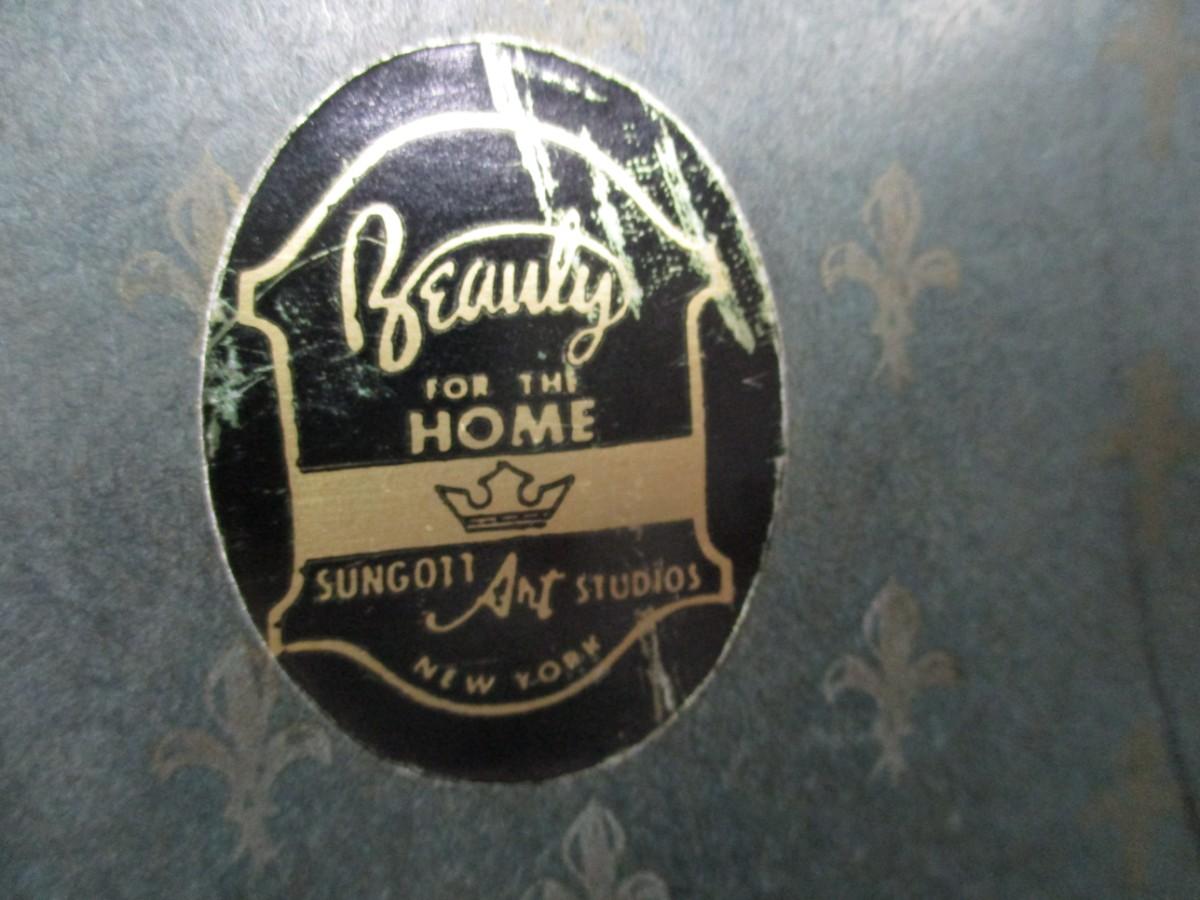 Beauty
FOR THE
HOME
SUNGOTT Art STUDIOS
NEW YORK